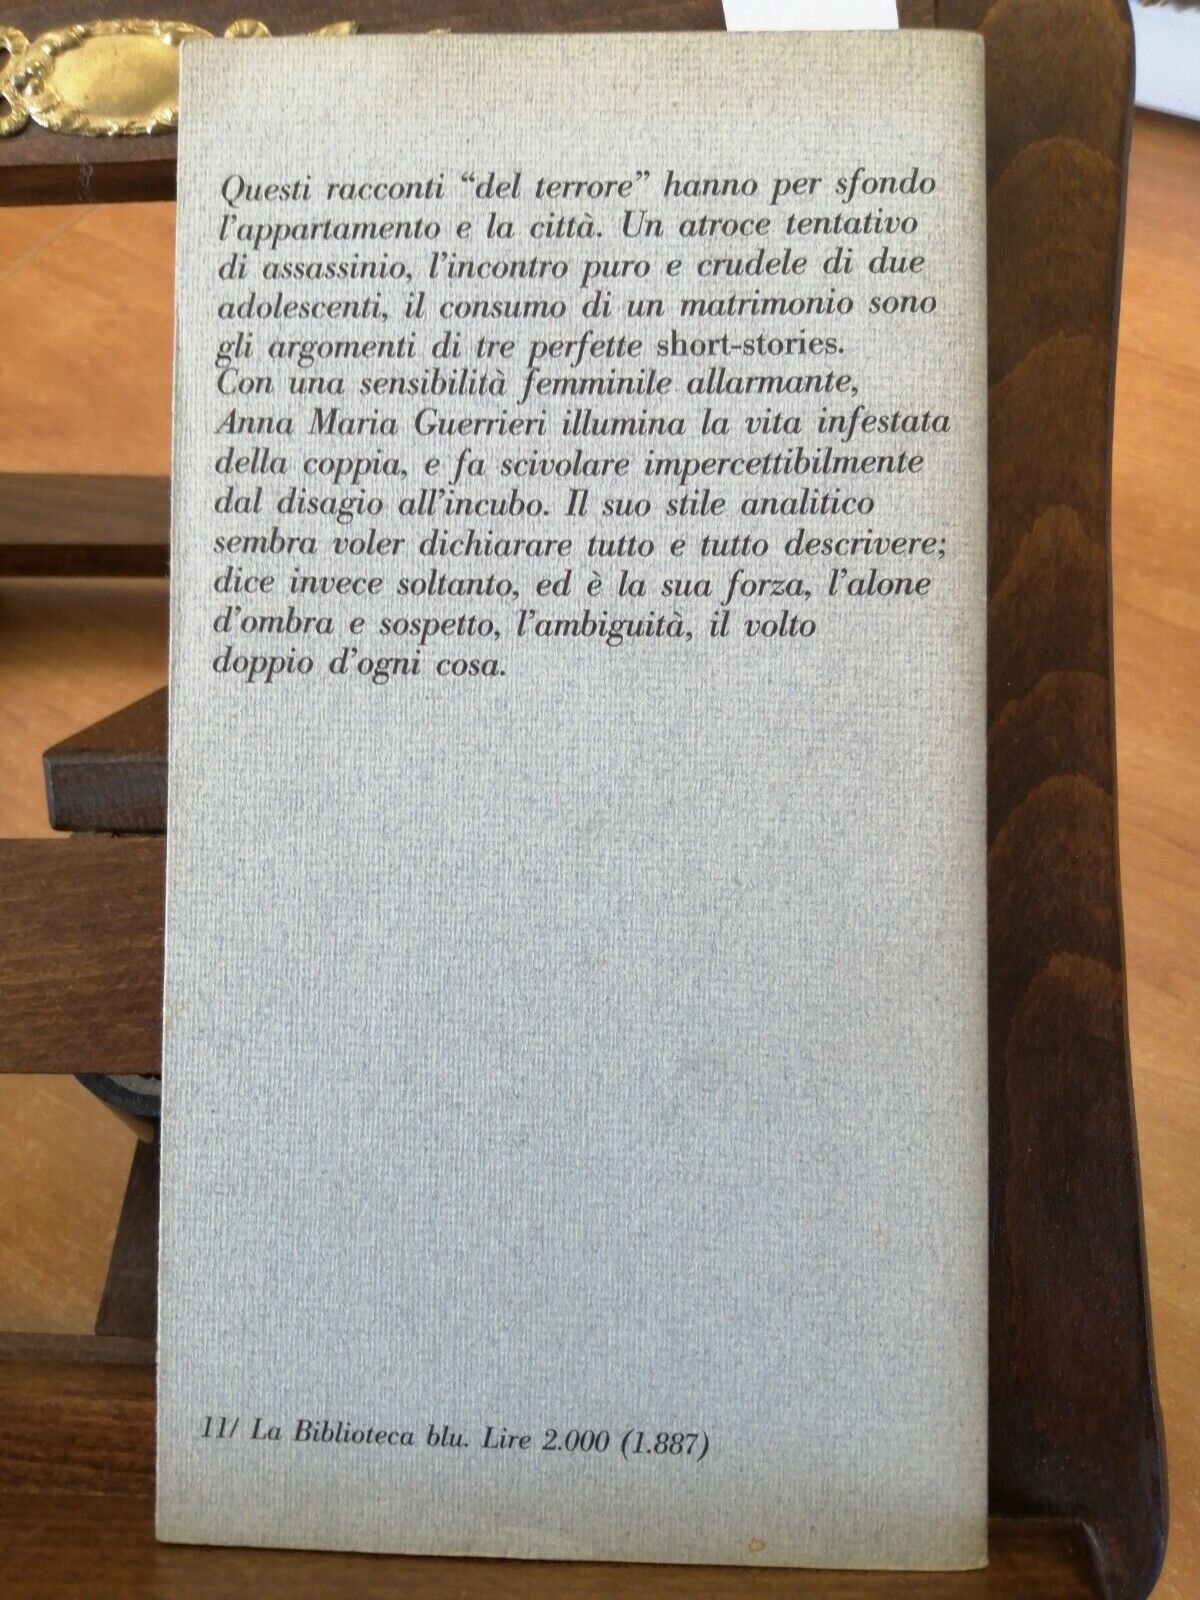 Questi racconti “del terrore” hanno per sfondo
l’appartamento e la città. Un atroce tentativo
di assassinio, l’incontro puro e crudele di due
adolescenti, il consumo di un matrimonio sono
gli argomenti di tre perfette short-stories.
Con una sensibilità femminile allarmante,
Anna Maria Guerrieri illumina la vita infestata
della coppia, e fa scivolare impercettibilmente
dal disagio all’incubo. Il suo stile analitico
sembra voler dichiarare tutto e tutto descrivere;
dice invece soltanto, ed è la sua forza, l’alone
d’ombra e sospetto, l’ambiguità, il volto
doppio d’ogni cosa.
11/ La Biblioteca blu. Lire 2.000 (1.887)